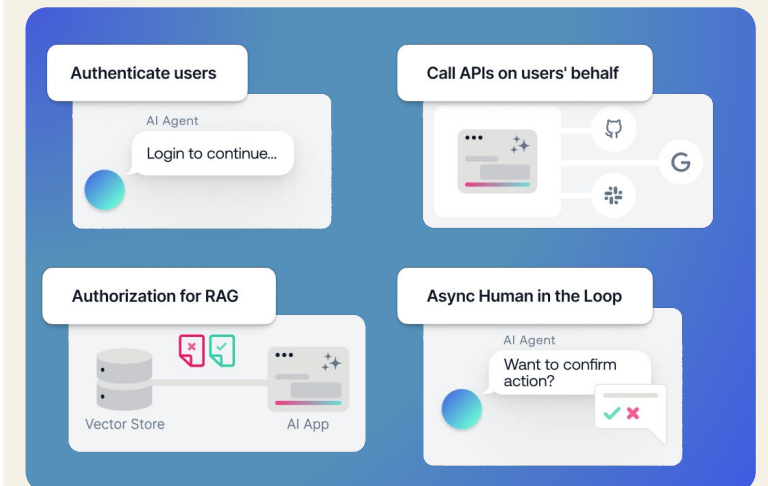 Authenticate users
AI Agent
Login to continue...
Call APIs on users' behalf
G
Authorization for RAG
Vector Store
AI App
Async Human in the Loop
AI Agent
Want to confirm
action?